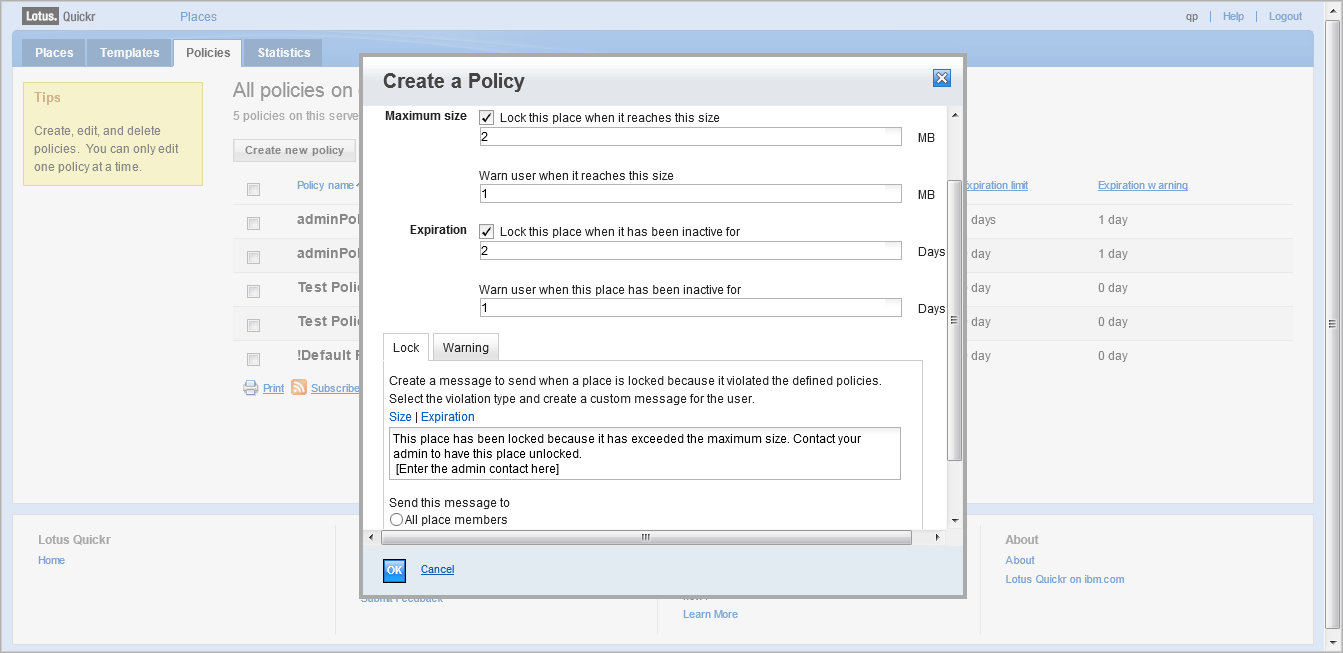 Lotus. Quickr
Places
qp | Help | Logout
Places
Templates
Policies
Statistics
Tips
Create, edit, and delete
policies. You can only edit
one policy at a time.
All policies on
5 policies on this serve
Create new policy
Policy name
xpiration limit
Expiration warning
adminPol
days
1 day
adminPol
day
1 day
Test Polic
day
0 day
Test Polic
day
0 day
!Default P
day
0 day
Print
Subscribe
Create a Policy
Maximum size
Lock this place when it reaches this size
2
MB
Warn user when it reaches this size
1
MB
Expiration
Lock this place when it has been inactive for
2
Days
Warn user when this place has been inactive for
1
Days
Lock
Warning
Create a message to send when a place is locked because it violated the defined policies.
Select the violation type and create a custom message for the user.
Size | Expiration
This place has been locked because it has exceeded the maximum size. Contact your
admin to have this place unlocked.
[Enter the admin contact here]
Send this message to
All place members
OK
Cancel
Lotus Quickr
Home
Submit Feedback
Learn More
About
About
Lotus Quickr on ibm.com